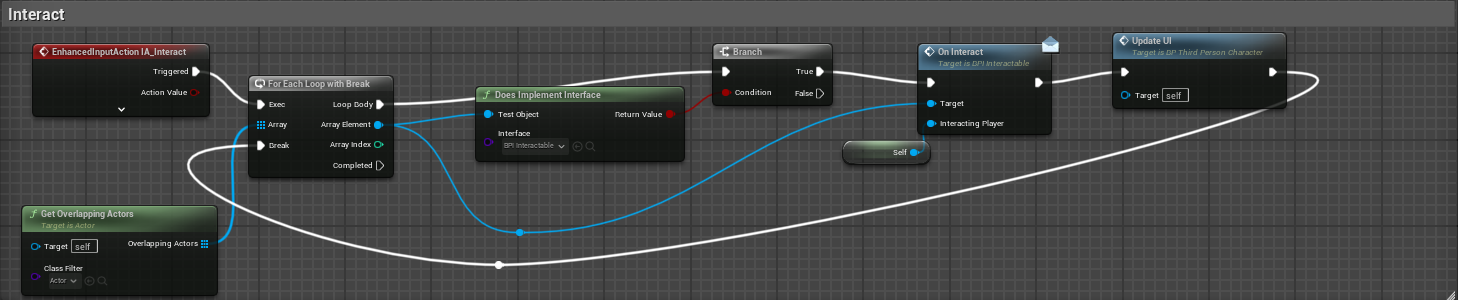 Interact
EnhancedInputAction IA_Interact
Triggered
Action Value
For Each Loop with Break
Exec
Loop Body
Array
Array Element
Break
Array Index
Completed
Get Overlapping Actors
Target is Actor
Target
self
Overlapping Actors
Class Filter
Actor
Does Implement Interface
Test Object
Return Value
Interface
BPI Interactable
Branch
True
Condition
False
On Interact
Target is BPI Interactable
Target
Interacting Player
Self
Update UI
Target is BP Third Person Character
Target
self